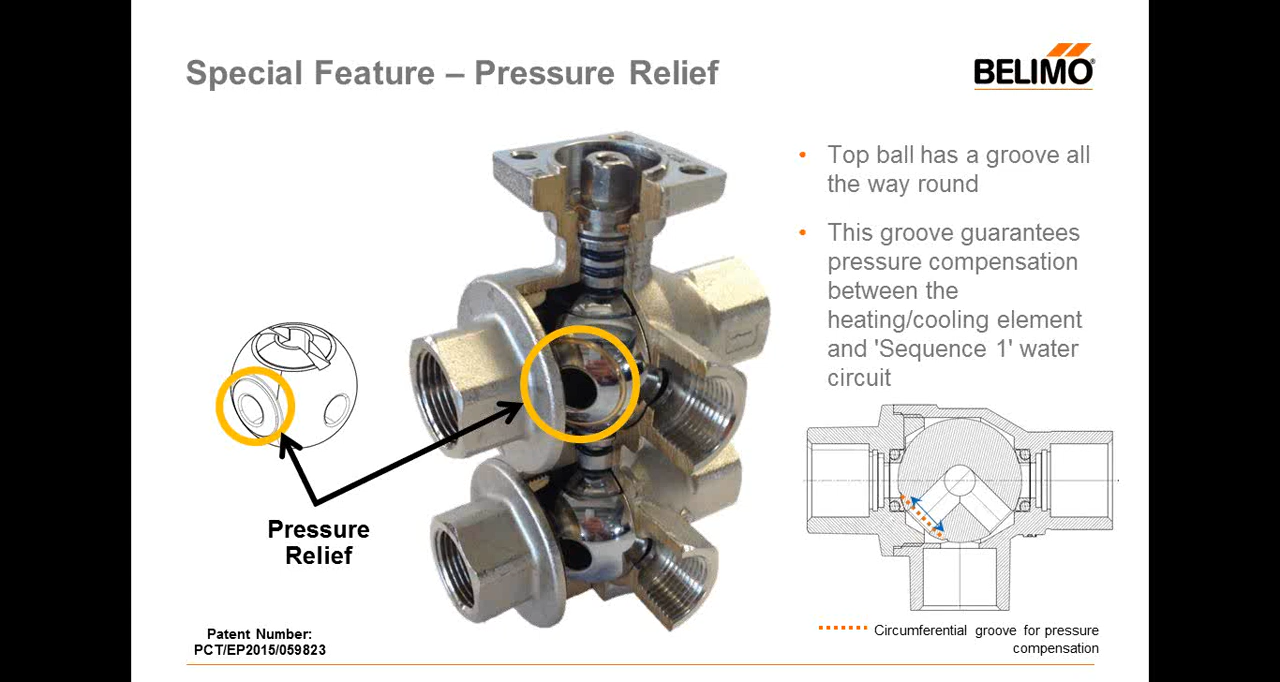 Special Feature – Pressure Relief
BELIMO®
• Top ball has a groove all
the way round
• This groove guarantees
pressure compensation
between the
heating/cooling element
and 'Sequence 1' water
circuit
Pressure
Relief
Circumferential groove for pressure
compensation
Patent Number:
PCT/EP2015/059823